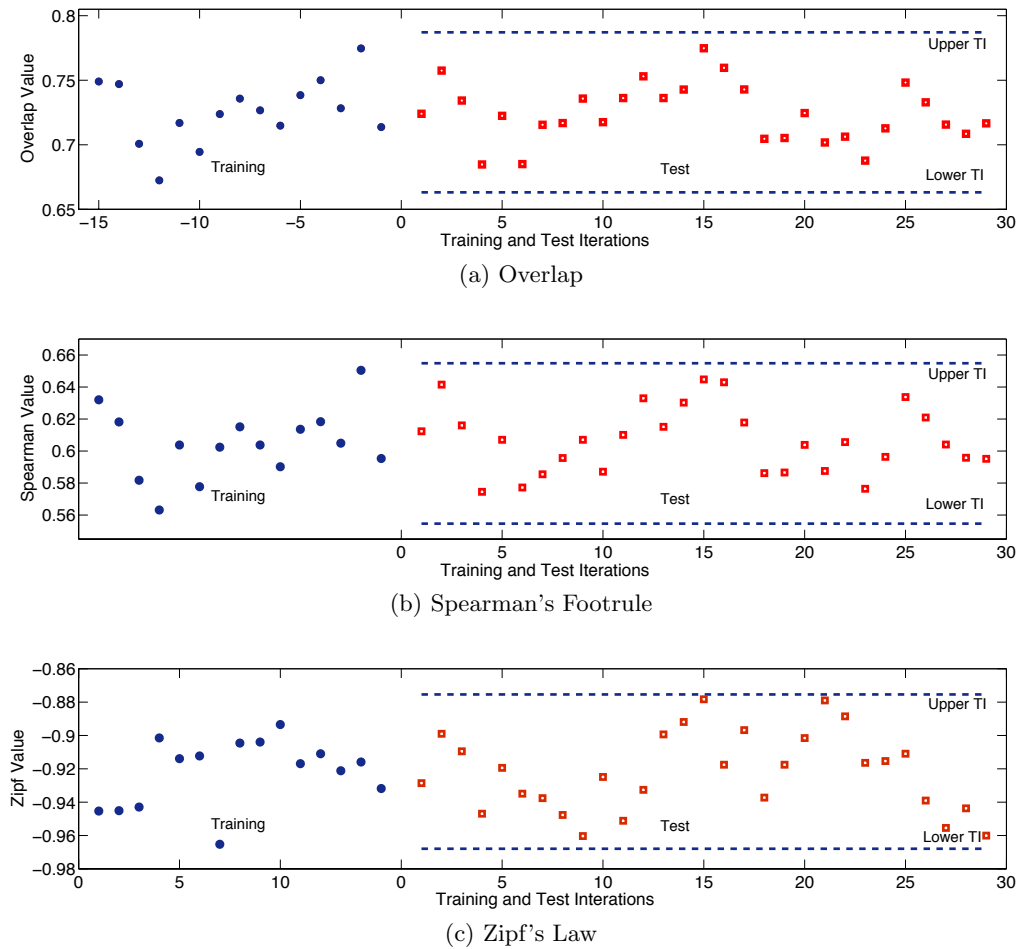 0.8
0.75
0.7
0.65
Overlap Value
Upper TI
Training
Test
Lower TI
−15 −10 −5 0 5 10 15 20 25 30
Training and Test Iterations
(a) Overlap
0.66
0.64
0.62
0.6
0.58
0.56
Spearman Value
Upper TI
Training
Test
Lower TI
0 5 10 15 20 25 30
Training and Test Iterations
(b) Spearman's Footrule
−0.86
−0.88
−0.9
−0.92
−0.94
−0.96
−0.98
Zipf Value
Upper TI
Training
Test
Lower TI
0 5 10 0 5 10 15 20 25 30
Training and Test Interations
(c) Zipf's Law